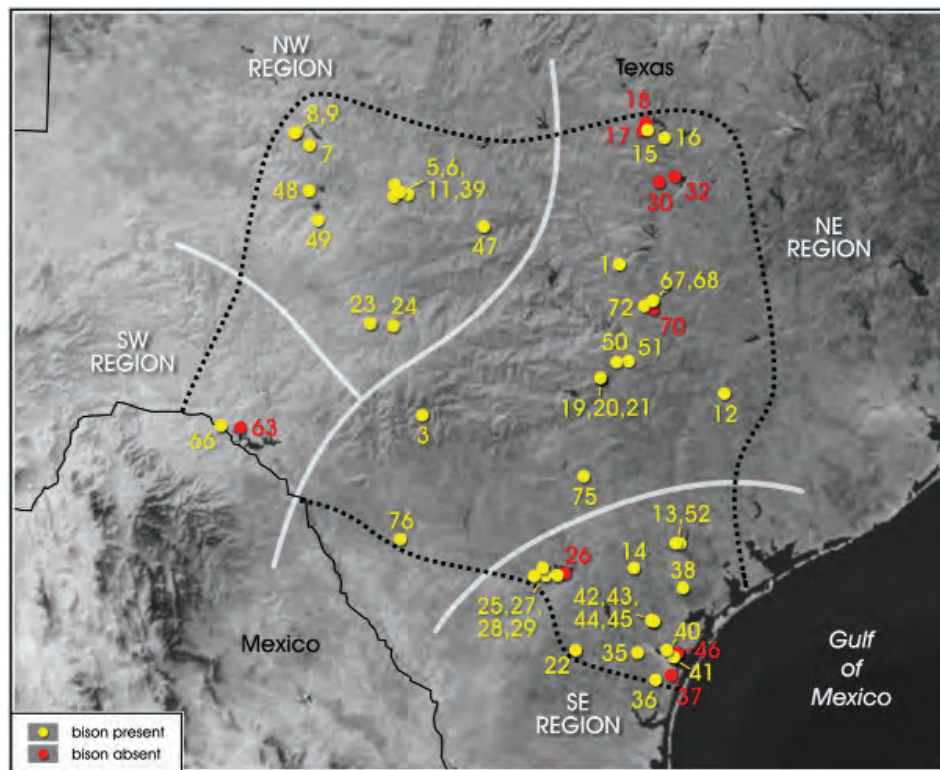 NW
REGION
Texas
18
8,9
17
15
16
7
5,6,
11,39
48
30
32
49
47
NE
REGION
1
67,68
23
24
72
70
SW
REGION
50
51
19,20,21
12
3
66
63
75
13,52
76
26
14
38
25,27,
28,29
42,43,
44,45
40
46
Mexico
22
35
41
36
37
Gulf
of
Mexico
SE
REGION
bison present
bison absent